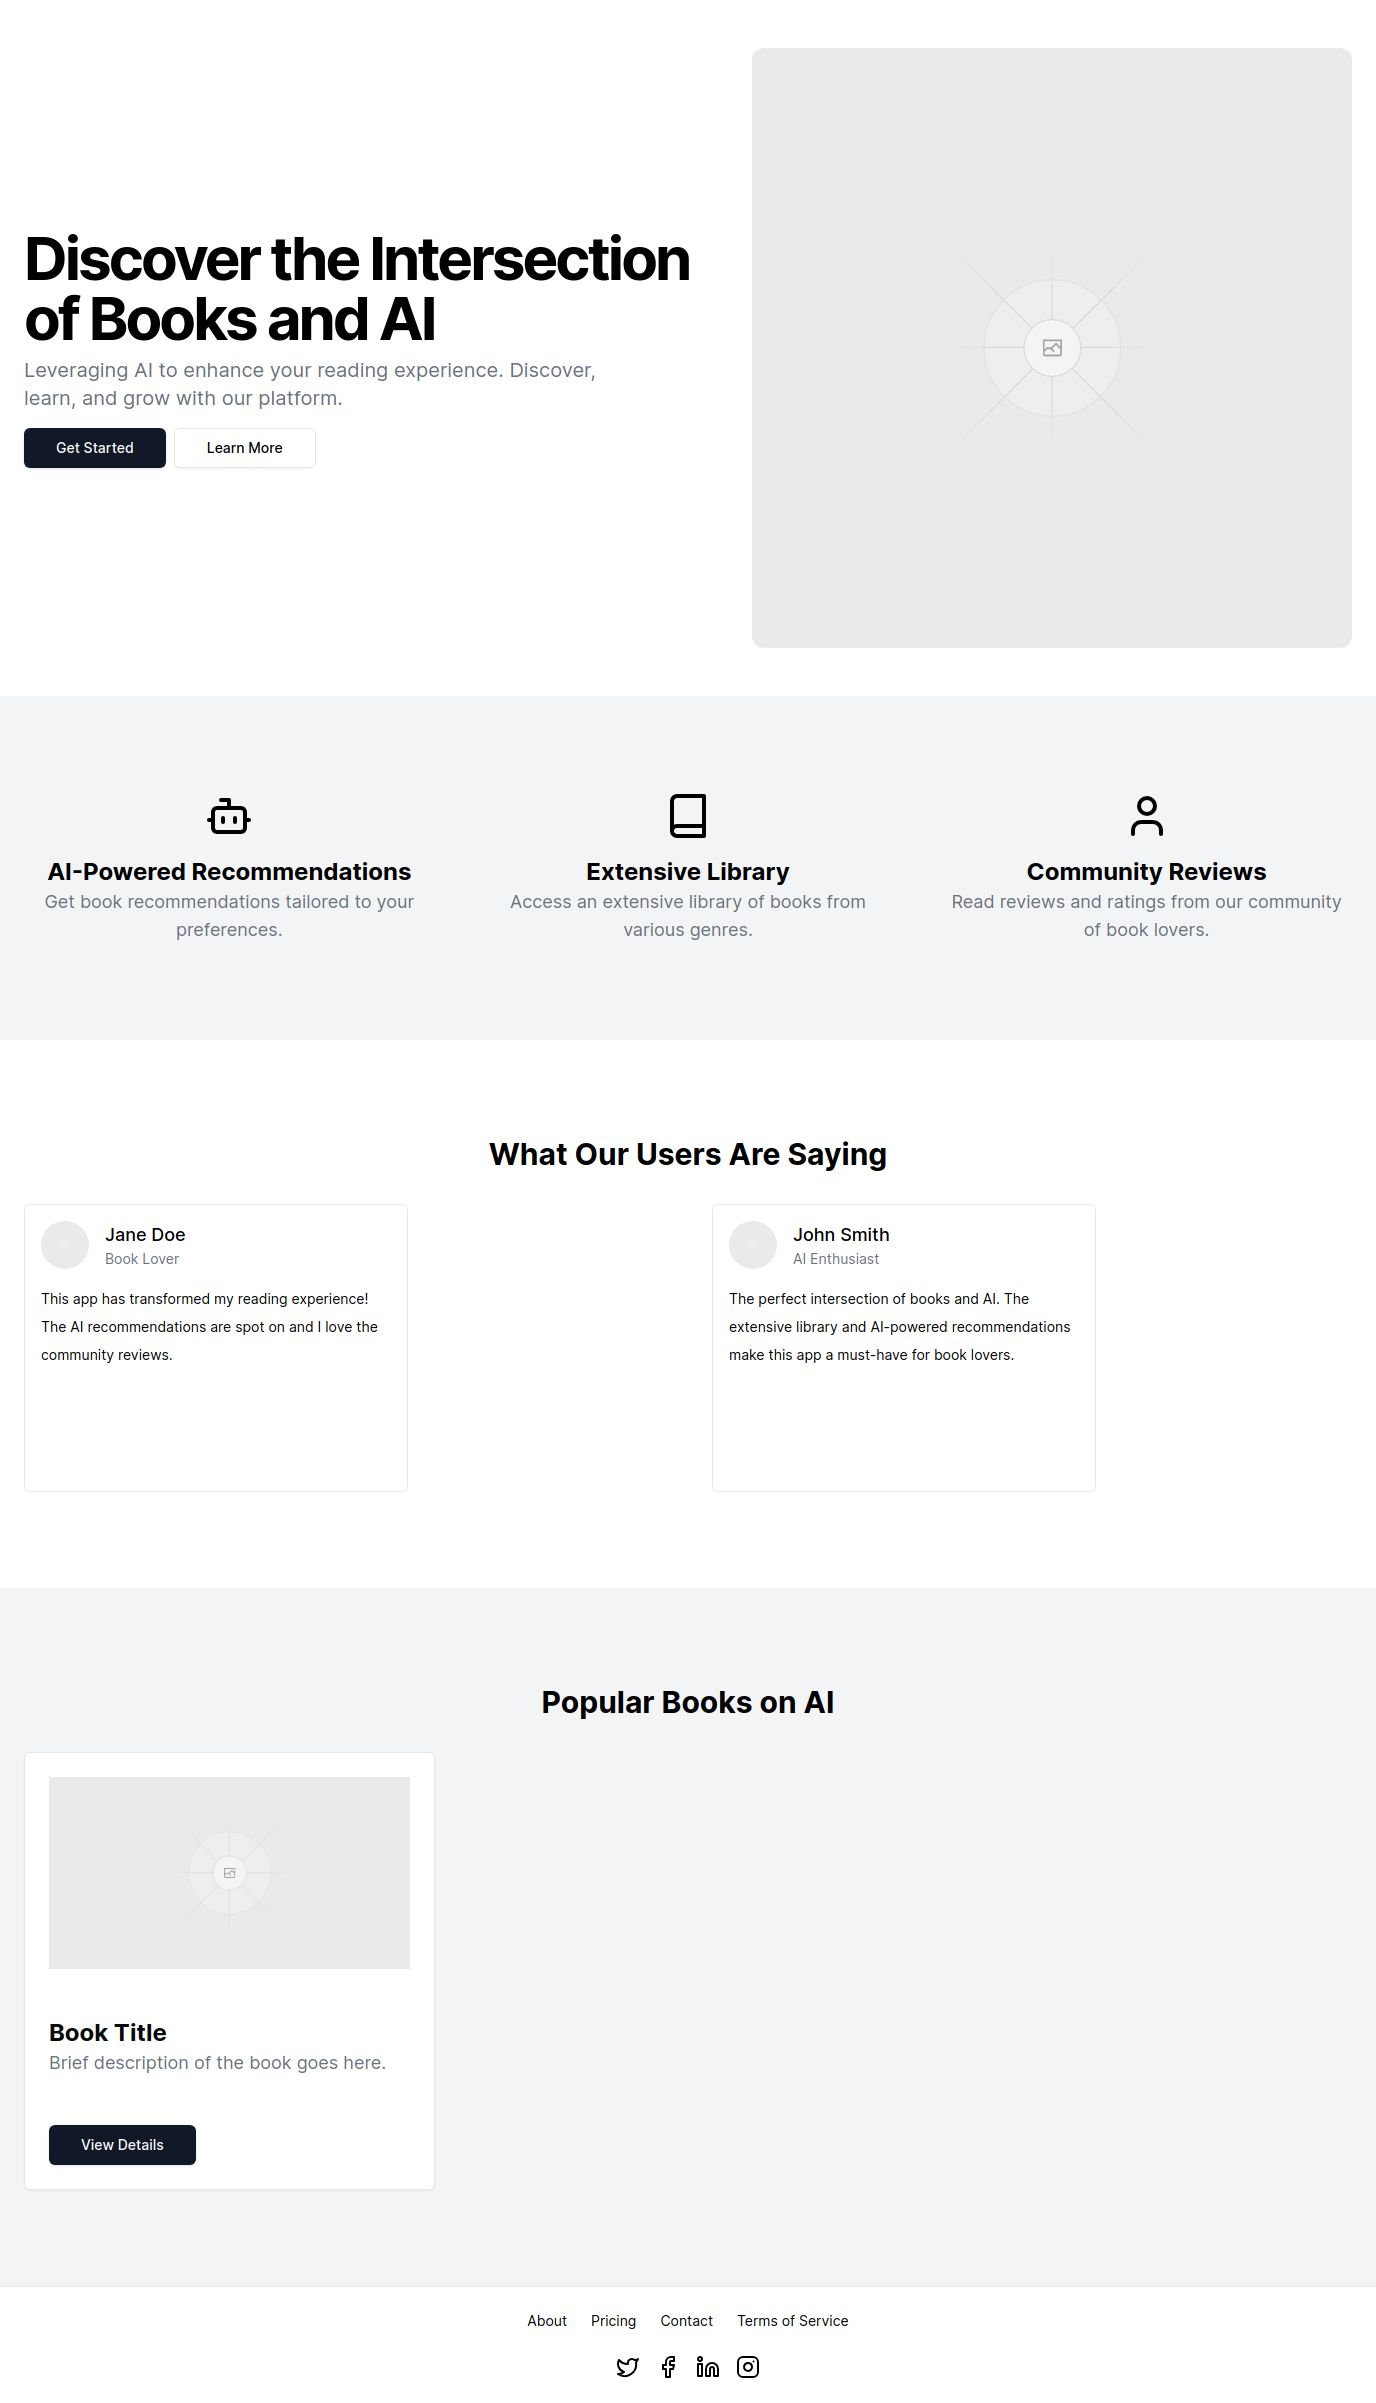 Discover the Intersection
of Books and AI
Leveraging AI to enhance your reading experience. Discover,
learn, and grow with our platform.
Get Started
Learn More
AI-Powered Recommendations
Get book recommendations tailored to your
preferences.
Extensive Library
Access an extensive library of books from
various genres.
Community Reviews
Read reviews and ratings from our community
of book lovers.
What Our Users Are Saying
Jane Doe
Book Lover
This app has transformed my reading experience!
The AI recommendations are spot on and I love the
community reviews.
John Smith
AI Enthusiast
The perfect intersection of books and AI. The
extensive library and AI-powered recommendations
make this app a must-have for book lovers.
Popular Books on AI
Book Title
Brief description of the book goes here.
View Details
About
Pricing
Contact
Terms of Service